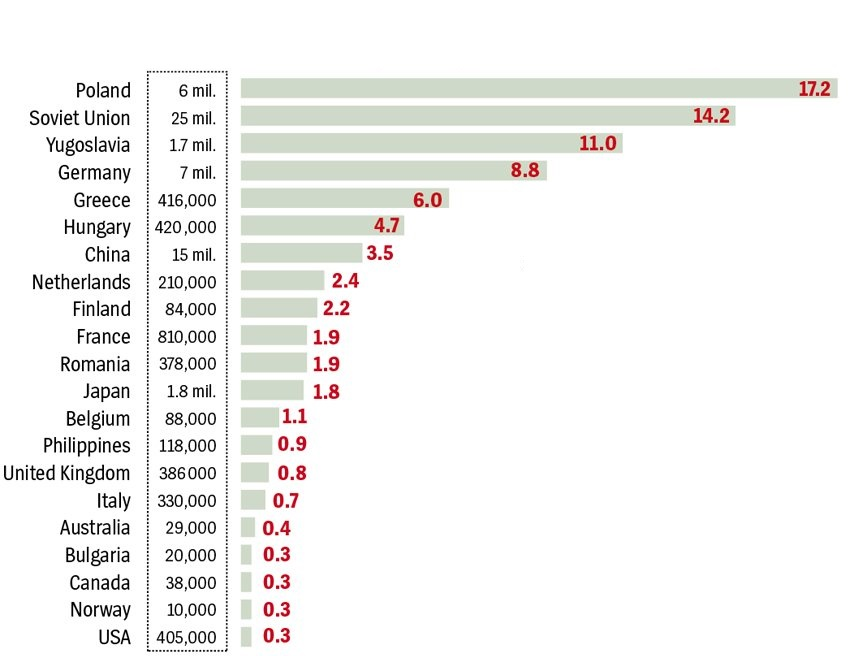 Poland 6 mil. 17.2
Soviet Union 25 mil. 14.2
Yugoslavia 1.7 mil. 11.0
Germany 7 mil. 8.8
Greece 416,000 6.0
Hungary 420,000 4.7
China 15 mil. 3.5
Netherlands 210,000 2.4
Finland 84,000 2.2
France 810,000 1.9
Romania 378,000 1.9
Japan 1.8 mil. 1.8
Belgium 88,000 1.1
Philippines 118,000 0.9
United Kingdom 386000 0.8
Italy 330,000 0.7
Australia 29,000 0.4
Bulgaria 20,000 0.3
Canada 38,000 0.3
Norway 10,000 0.3
USA 405,000 0.3